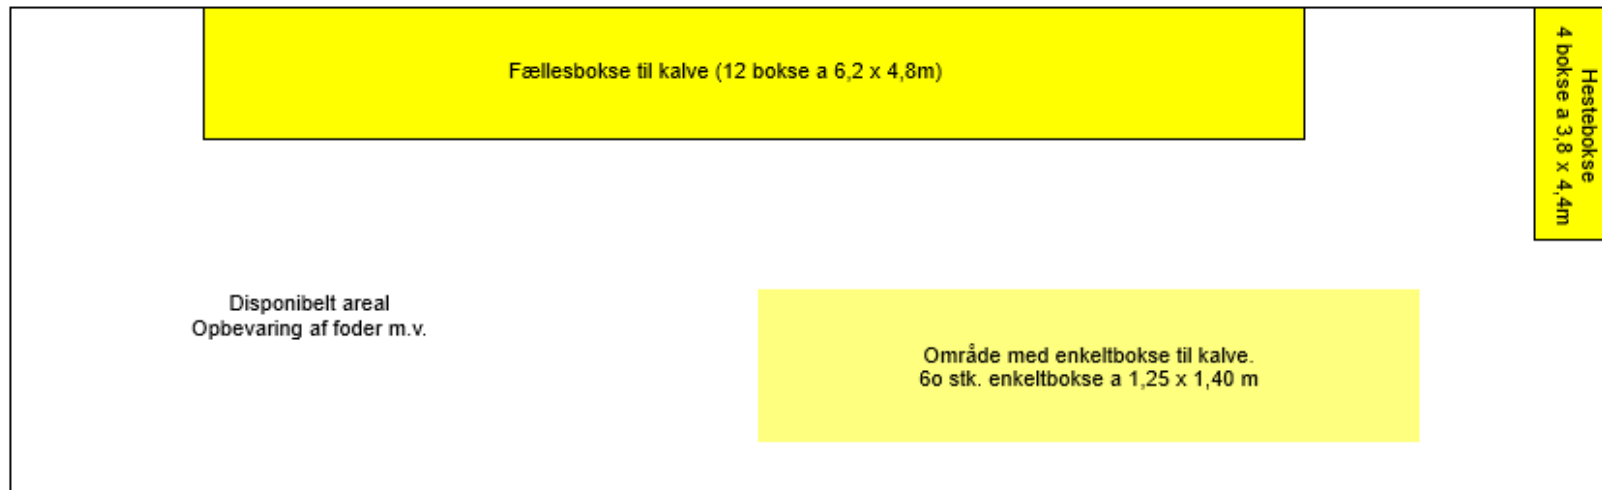 Fællesbokse til kalve (12 bokse a 6,2 x 4,8m)
Hestebokse
4 bokse a 3,8 x 4,4m
Disponibelt areal
Opbevaring af foder m.v.
Område med enkeltbokse til kalve.
6o stk. enkeltbokse a 1,25 x 1,40 m